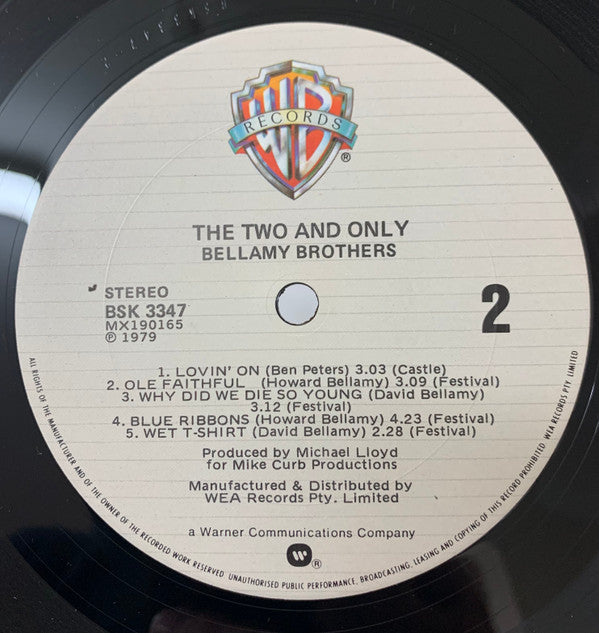 WB
RECORDS
®
THE TWO AND ONLY
BELLAMY BROTHERS
STEREO
BSK 3347
MX190165
℗ 1979
2
1. LOVIN' ON (Ben Peters) 3.03 (Castle)
2. OLE FAITHFUL (Howard Bellamy) 3.09 (Festival)
3. WHY DID WE DIE SO YOUNG (David Bellamy)
3.12 (Festival)
4. BLUE RIBBONS (Howard Bellamy) 4.23 (Festival)
5. WET T-SHIRT (David Bellamy) 2.28 (Festival)
Produced by Michael Lloyd
for Mike Curb Productions
Manufactured & Distributed by
WEA Records Pty. Limited
a Warner Communications Company
®
ALL RIGHTS OF THE MANUFACTURER AND OF THE OWNER OF THE RECORDED WORK RESERVED. UNAUTHORISED PUBLIC PERFORMANCE, BROADCASTING, LEASING AND COPYING OF THIS RECORD PROHIBITED. WEA RECORDS PTY LIMITED